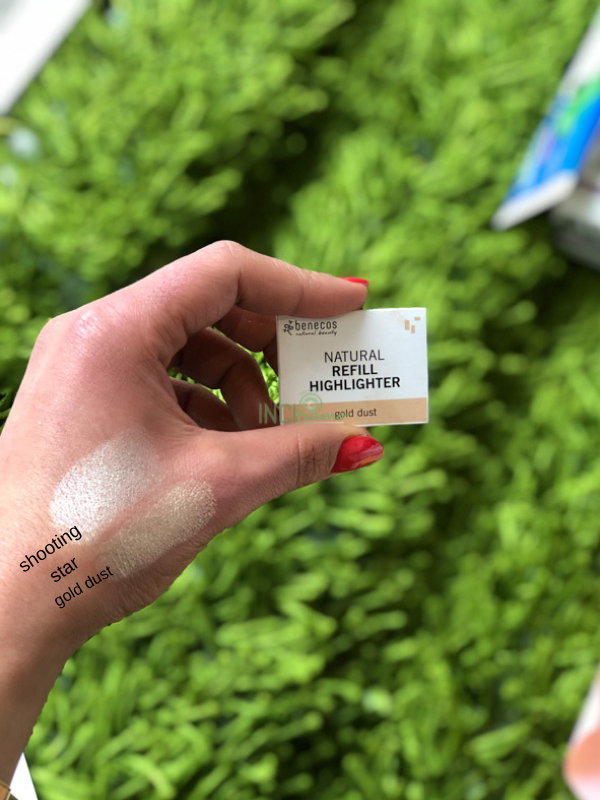 benecos
natural beauty
NATURAL
REFILL
HIGHLIGHTER
gold dust
shooting
star
gold dust